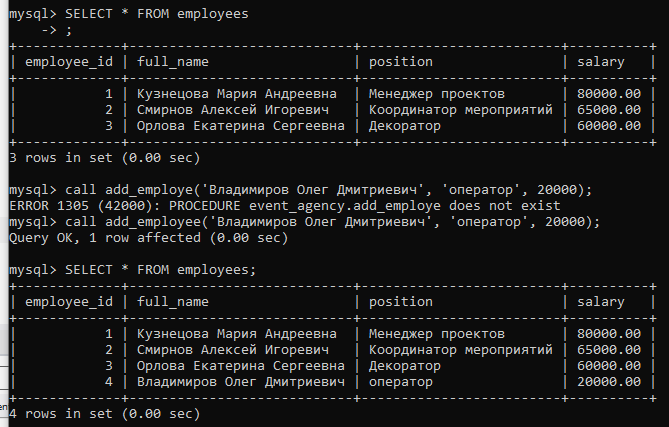 mysql> SELECT * FROM employees
    -> ;
+-------------+-----------------------------+-------------------------+----------+
| employee_id | full_name                   | position                | salary   |
+-------------+-----------------------------+-------------------------+----------+
|           1 | Кузнецова Мария Андреевна   | Менеджер проектов       | 80000.00 |
|           2 | Смирнов Алексей Игоревич    | Координатор мероприятий | 65000.00 |
|           3 | Орлова Екатерина Сергеевна  | Декоратор               | 60000.00 |
+-------------+-----------------------------+-------------------------+----------+
3 rows in set (0.00 sec)
mysql> call add_employe('Владимиров Олег Дмитриевич', 'оператор', 20000);
ERROR 1305 (42000): PROCEDURE event_agency.add_employe does not exist
mysql> call add_employee('Владимиров Олег Дмитриевич', 'оператор', 20000);
Query OK, 1 row affected (0.00 sec)
mysql> SELECT * FROM employees;
+-------------+-----------------------------+-------------------------+----------+
| employee_id | full_name                   | position                | salary   |
+-------------+-----------------------------+-------------------------+----------+
|           1 | Кузнецова Мария Андреевна   | Менеджер проектов       | 80000.00 |
|           2 | Смирнов Алексей Игоревич    | Координатор мероприятий | 65000.00 |
|           3 | Орлова Екатерина Сергеевна  | Декоратор               | 60000.00 |
|           4 | Владимиров Олег Дмитриевич  | оператор                | 20000.00 |
+-------------+-----------------------------+-------------------------+----------+
4 rows in set (0.00 sec)